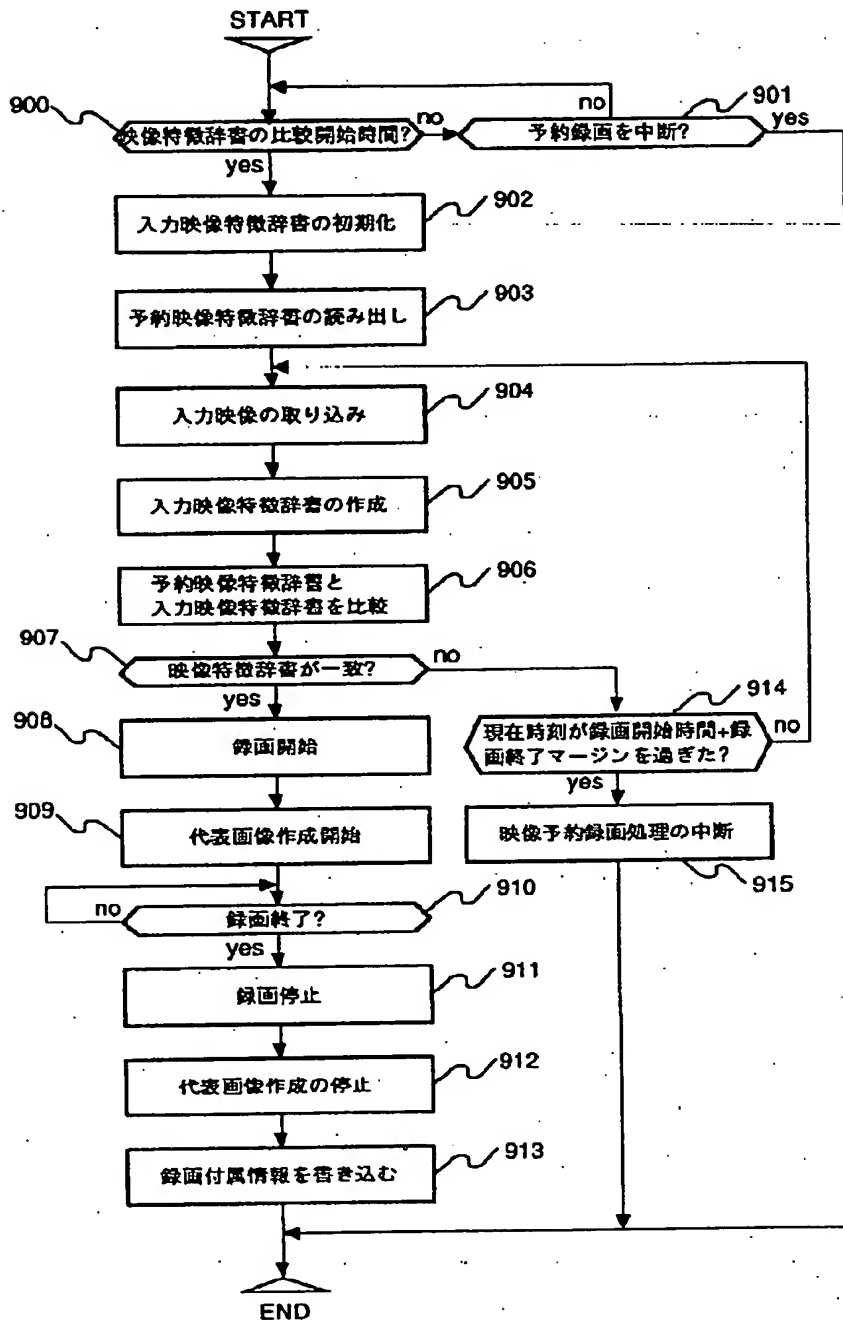 START
900
映像特徴辞書の比較開始時間?
no
yes
no
901
予約録画を中断?
yes
902
入力映像特徴辞書の初期化
903
予約映像特徴辞書の読み出し
904
入力映像の取り込み
905
入力映像特徴辞書の作成
906
予約映像特徴辞書と
入力映像特徴辞書を比較
907
映像特徴辞書が一致?
no
yes
908
録画開始
914
現在時刻が録画開始時間+録
画終了マージンを過ぎた?
no
yes
909
代表画像作成開始
映像予約録画処理の中断
915
910
no
録画終了?
yes
911
録画停止
912
代表画像作成の停止
913
録画付属情報を書き込む
END